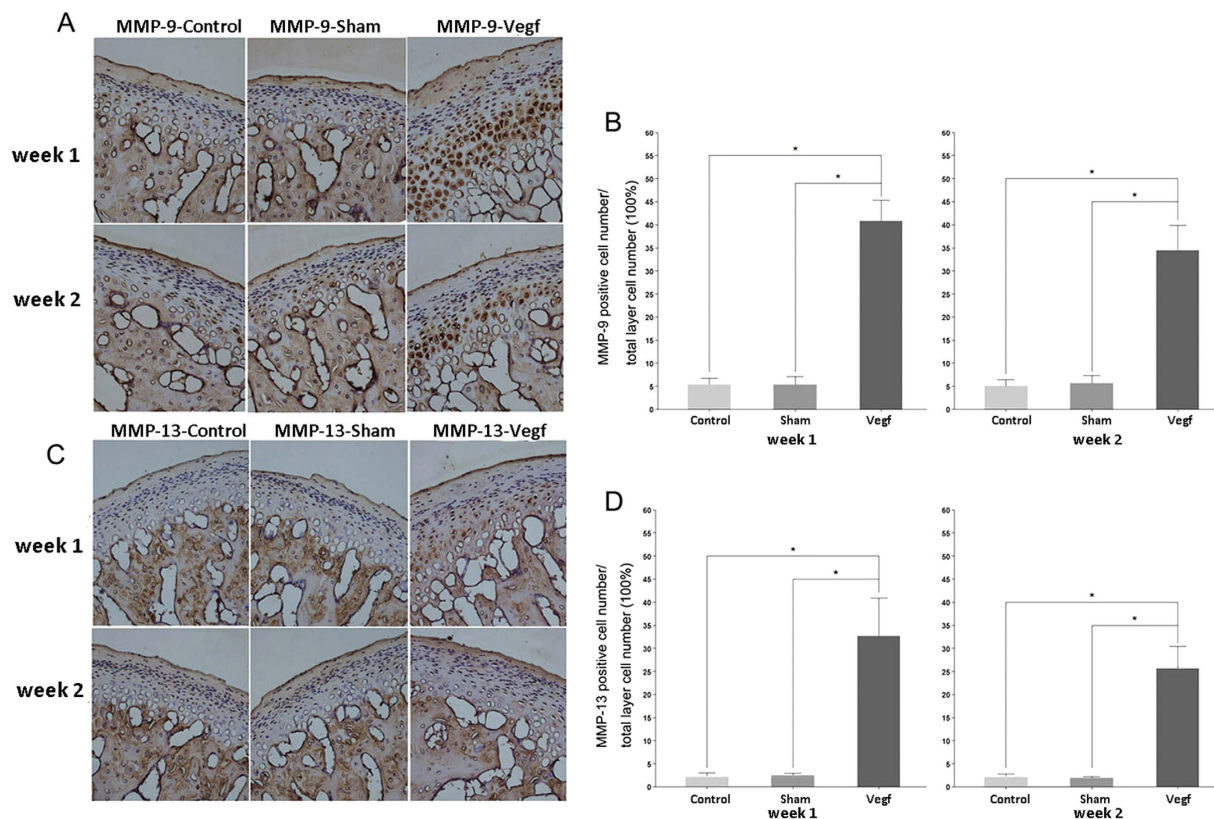 A
MMP-9-Control MMP-9-Sham MMP-9-Vegf
week 1
week 2
B
MMP-9 positive cell number/
total layer cell number (100%)
60
55
50
45
40
35
30
25
20
15
10
5
0
*
*
Control Sham Vegf
week 1
60
55
50
45
40
35
30
25
20
15
10
5
0
*
*
Control Sham Vegf
week 2
C
MMP-13-Control MMP-13-Sham MMP-13-Vegf
week 1
week 2
D
MMP-13 positive cell number/
total layer cell number (100%)
60
55
50
45
40
35
30
25
20
15
10
5
0
*
*
Control Sham Vegf
week 1
60
55
50
45
40
35
30
25
20
15
10
5
0
*
*
Control Sham Vegf
week 2